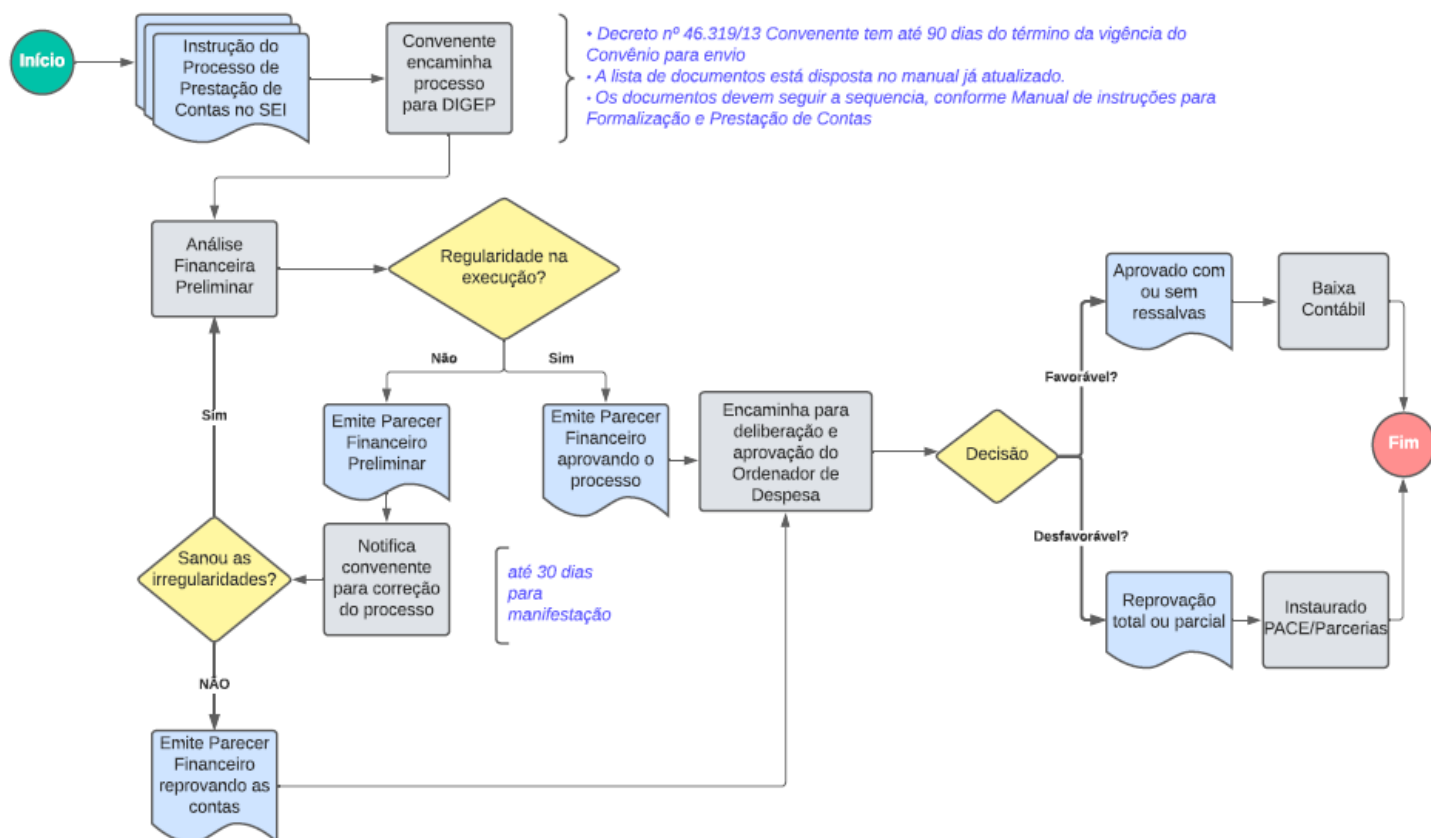 Início
Instrução do
Processo de
Prestação de
Contas no SEI
Convenente
encaminha
processo
para DIGEP
• Decreto nº 46.319/13 Convenente tem até 90 dias do término da vigência do
Convênio para envio
• A lista de documentos está disposta no manual já atualizado.
• Os documentos devem seguir a sequencia, conforme Manual de instruções para
Formalização e Prestação de Contas
Análise
Financeira
Preliminar
Regularidade na
execução?
Não
Sim
Emite Parecer
Financeiro
Preliminar
Emite Parecer
Financeiro
aprovando o
processo
Encaminha para
deliberação e
aprovação do
Ordenador de
Despesa
Decisão
Favorável?
Aprovado com
ou sem
ressalvas
Baixa
Contábil
Fim
Desfavorável?
Reprovação
total ou parcial
Instaurado
PACE/Parcerias
Sim
Sanou as
irregularidades?
Notifica
convenente
para correção
do processo
até 30 dias
para
manifestação
NÃO
Emite Parecer
Financeiro
reprovando as
contas